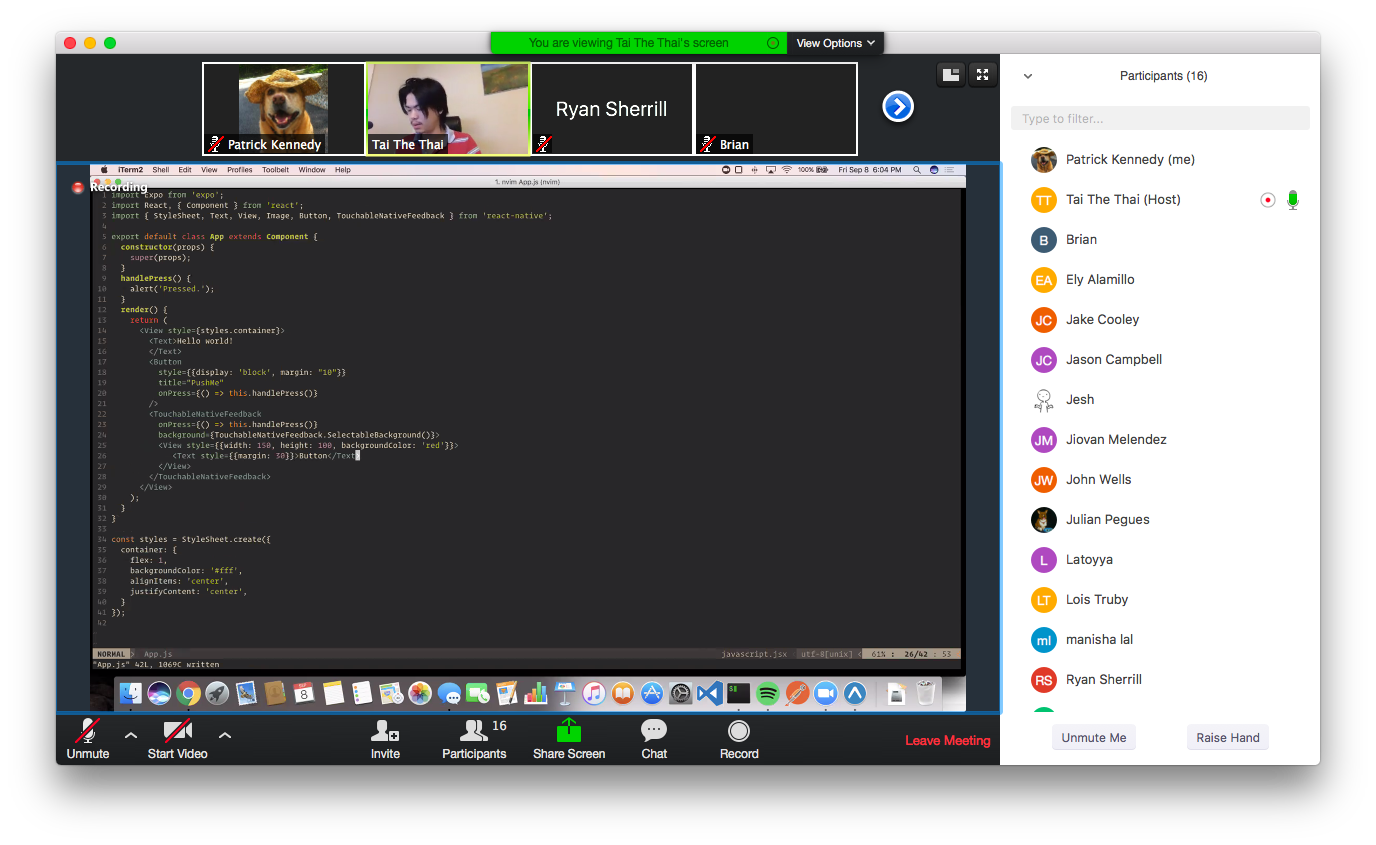 You are viewing Tai The Thai's screen
View Options
Patrick Kennedy
Tai The Thai
Ryan Sherrill
Brian
Participants (16)
Type to filter...
Patrick Kennedy (me)
TT Tai The Thai (Host)
B Brian
EA Ely Alamillo
JC Jake Cooley
JC Jason Campbell
Jesh
JM Jiovan Melendez
JW John Wells
Julian Pegues
L Latoyya
LT Lois Truby
ml manisha lal
RS Ryan Sherrill
Unmute Me
Raise Hand
iTerm2 Shell Edit View Profiles Toolbelt Window Help
100% Fri Sep 8 6:04 PM
1. nvim App.js (nvim)
Recording
1 import Expo from 'expo';
2 import React, { Component } from 'react';
3 import { StyleSheet, Text, View, Image, Button, TouchableNativeFeedback } from 'react-native';
4
5 export default class App extends Component {
6 constructor(props) {
7 super(props);
8 }
9 handlePress() {
10 alert('Pressed.');
11 }
12 render() {
13 return (
14 <View style={styles.container}>
15 <Text>Hello world!
16 </Text>
17 <Button
18 style={{display: 'block', margin: "10"}}
19 title="PushMe"
20 onPress={() => this.handlePress()}
21 />
22 <TouchableNativeFeedback
23 onPress={() => this.handlePress()}
24 background={TouchableNativeFeedback.SelectableBackground()}>
25 <View style={{width: 150, height: 100, backgroundColor: 'red'}}>
26 <Text style={{margin: 30}}>Button</Text>
27 </View>
28 </TouchableNativeFeedback>
29 </View>
30 );
31 }
32 }
33
34 const styles = StyleSheet.create({
35 container: {
36 flex: 1,
37 backgroundColor: '#fff',
38 alignItems: 'center',
39 justifyContent: 'center',
40 }
41 });
42
NORMAL App.js javascript.jsx utf-8[unix] 61% : 26/42 : 53
"App.js" 42L, 1069C written
8
Unmute
Start Video
Invite
16
Participants
Share Screen
Chat
Record
Leave Meeting